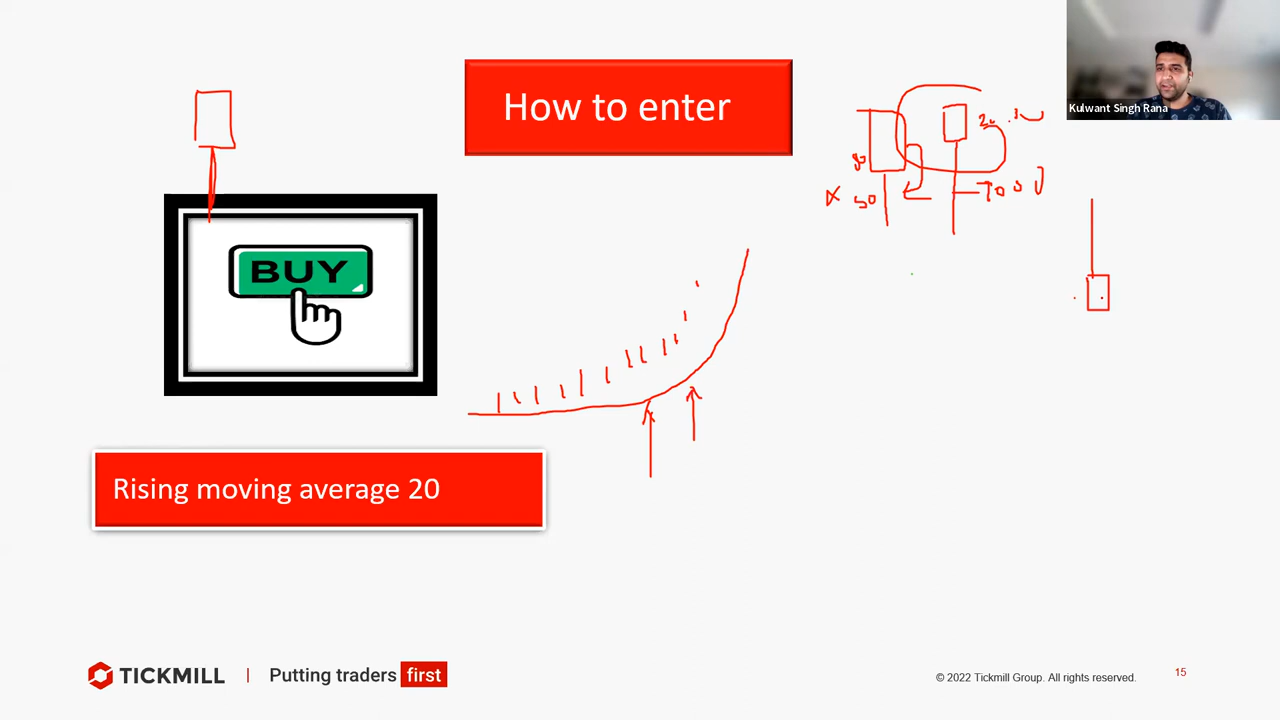 How to enter
Kulwant Singh Rana
BUY
Rising moving average 20
TICKMILL
Putting traders first
© 2022 Tickmill Group. All rights reserved.
15